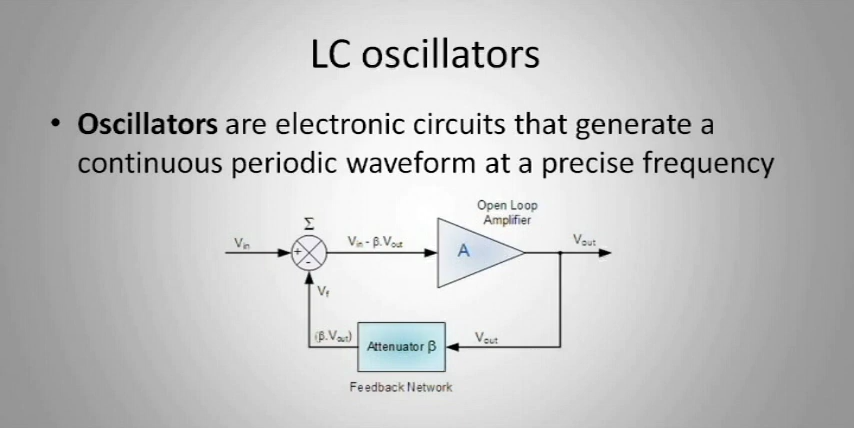 LC oscillators
• Oscillators are electronic circuits that generate a
continuous periodic waveform at a precise frequency
Open Loop
Amplifier
Σ
Vin
Vin - β.Vout
A
Vout
+
-
Vf
(β.Vout)
Attenuator β
Vout
Feedback Network